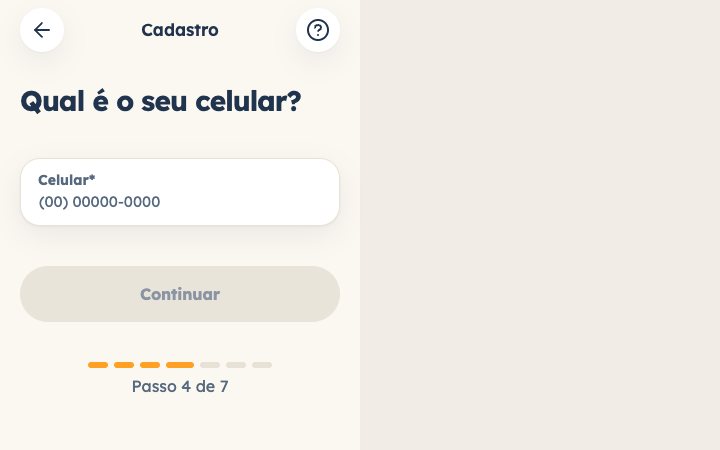 Cadastro
Qual é o seu celular?
Celular*
(00) 00000-0000
Continuar
Passo 4 de 7